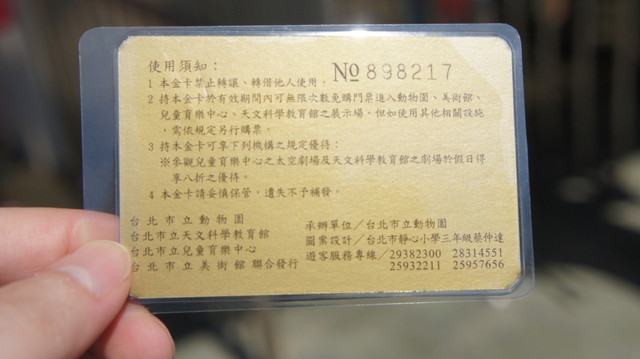 使用須知：
№898217
1 本金卡禁止轉讓、轉借他人使用。
2 持本金卡於有效期間內可無限次數免購門票進入動物園、美術館、
兒童育樂中心、天文科學教育館之展示場。但如使用其他相關設施
，需依規定另行購票。
3 持本金卡可享下列機構之規定優待：
※參觀兒童育樂中心之太空劇場及天文科學教育館之劇場於假日得
享八折之優待。
4 本金卡請妥慎保管，遺失不予補發。
台北市立動物園
台北市立天文科學教育館
台北市立兒童育樂中心
台北市立美術館 聯合發行
承辦單位／台北市立動物園
圖案設計／台北市靜心小學三年級蔡仲達
遊客服務專線／29382300 28314551
25932211 25957656